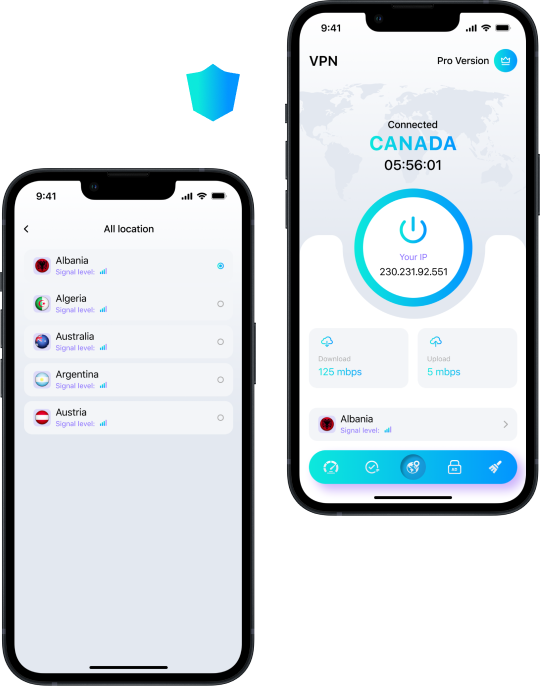 9:41
All location
Albania
Signal level:
Algeria
Signal level:
Australia
Signal level:
Argentina
Signal level:
Austria
Signal level:
9:41
VPN
Pro Version
Connected
CANADA
05:56:01
Your IP
230.231.92.551
Download
125 mbps
Upload
5 mbps
Albania
Signal level: